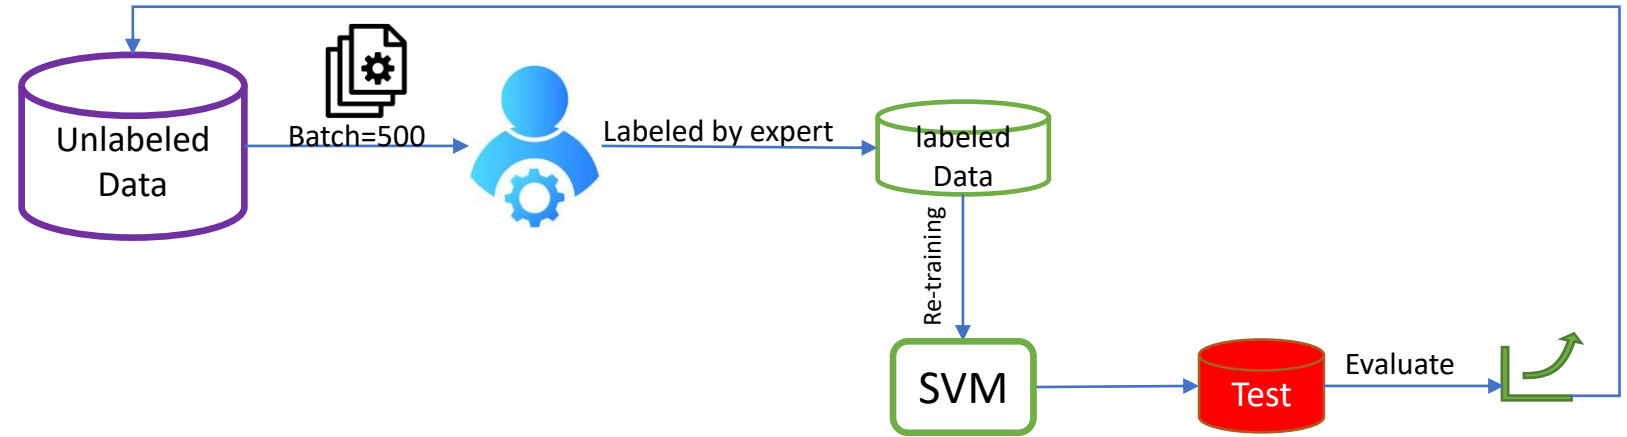 Unlabeled
Data
Batch=500
Labeled by expert
labeled
Data
Re-training
SVM
Test
Evaluate